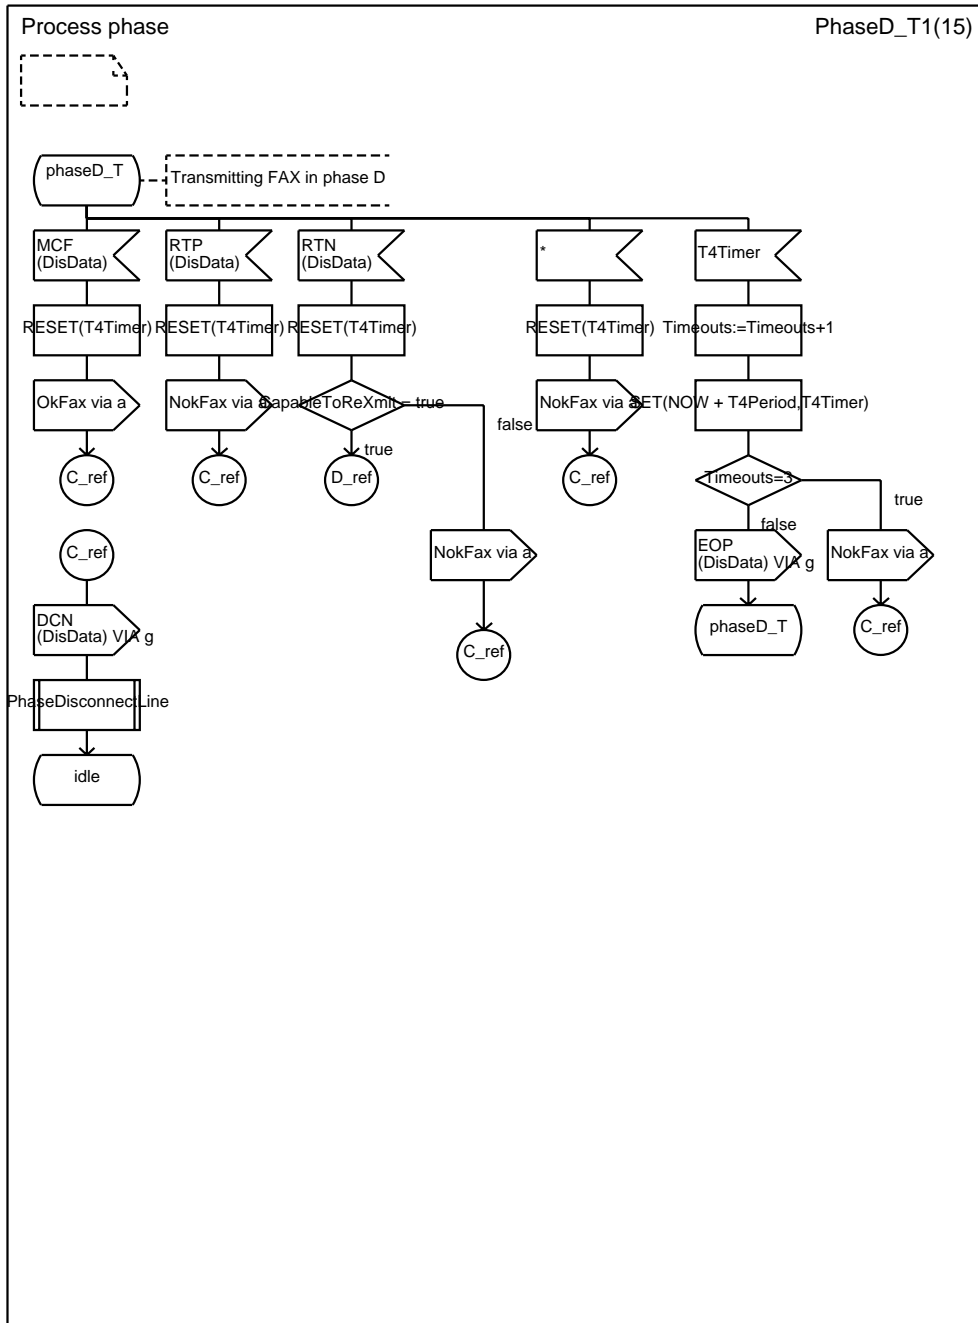 Process phase
PhaseD_T1(15)
phaseD_T
Transmitting FAX in phase D
MCF
(DisData)
RTP
(DisData)
RTN
(DisData)
*
T4Timer
RESET(T4Timer)
RESET(T4Timer)
RESET(T4Timer)
RESET(T4Timer)
Timeouts:=Timeouts+1
OkFax via a
NokFax via a
CapableToReXmit = true
NokFax via a
SET(NOW + T4Period,T4Timer)
false
true
C_ref
C_ref
D_ref
C_ref
Timeouts=3
true
false
C_ref
NokFax via a
EOP
(DisData) VIA g
NokFax via a
DCN
(DisData) VIA g
C_ref
phaseD_T
C_ref
PhaseDisconnectLine
idle